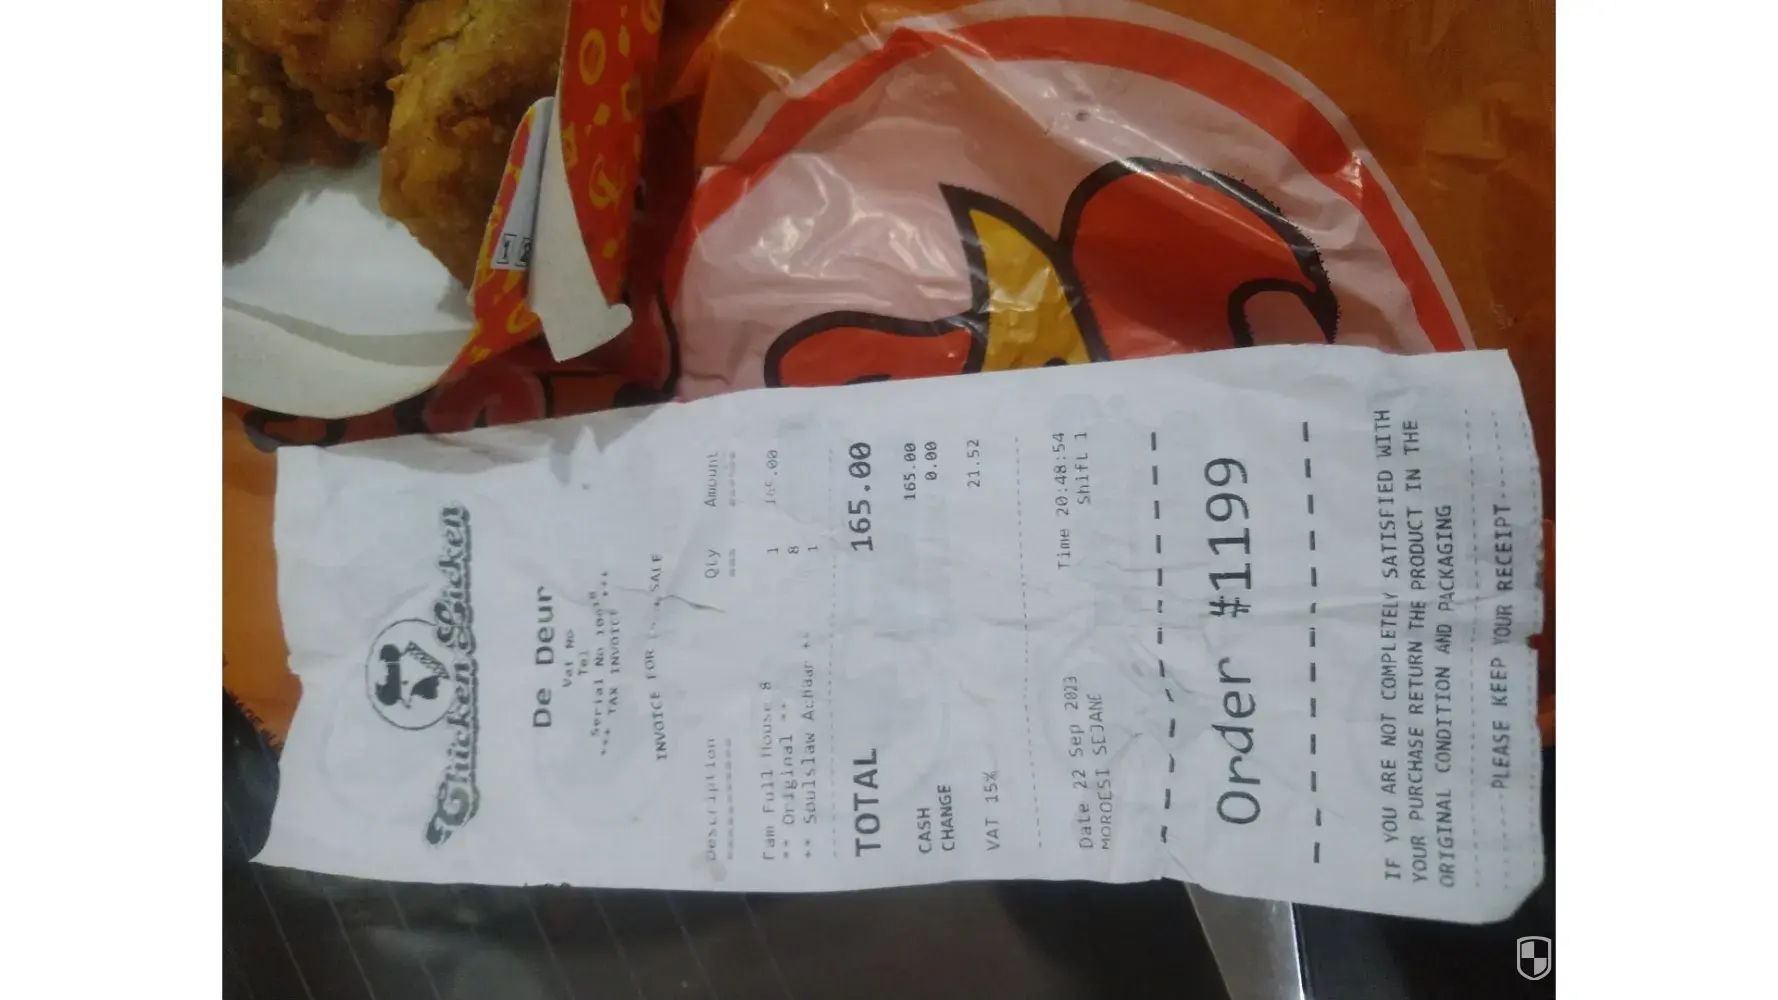 Chicken Licken
De Deur
Vat No
Tel
Serial No
*** TAX INVOICE ***
INVOICE FOR SALE
Description Qty Amount
Fam Full House 8 1 165.00
** Original ** 8
** Soulslaw Achaar ** 1
TOTAL 165.00
CASH 165.00
CHANGE 0.00
VAT 15% 21.52
Date 22 Sep 2023 Time 20:48:54
MOROESI SEJANE Shift 1
Order #1199
IF YOU ARE NOT COMPLETELY SATISFIED WITH
YOUR PURCHASE RETURN THE PRODUCT IN THE
ORIGINAL CONDITION AND PACKAGING
PLEASE KEEP YOUR RECEIPT